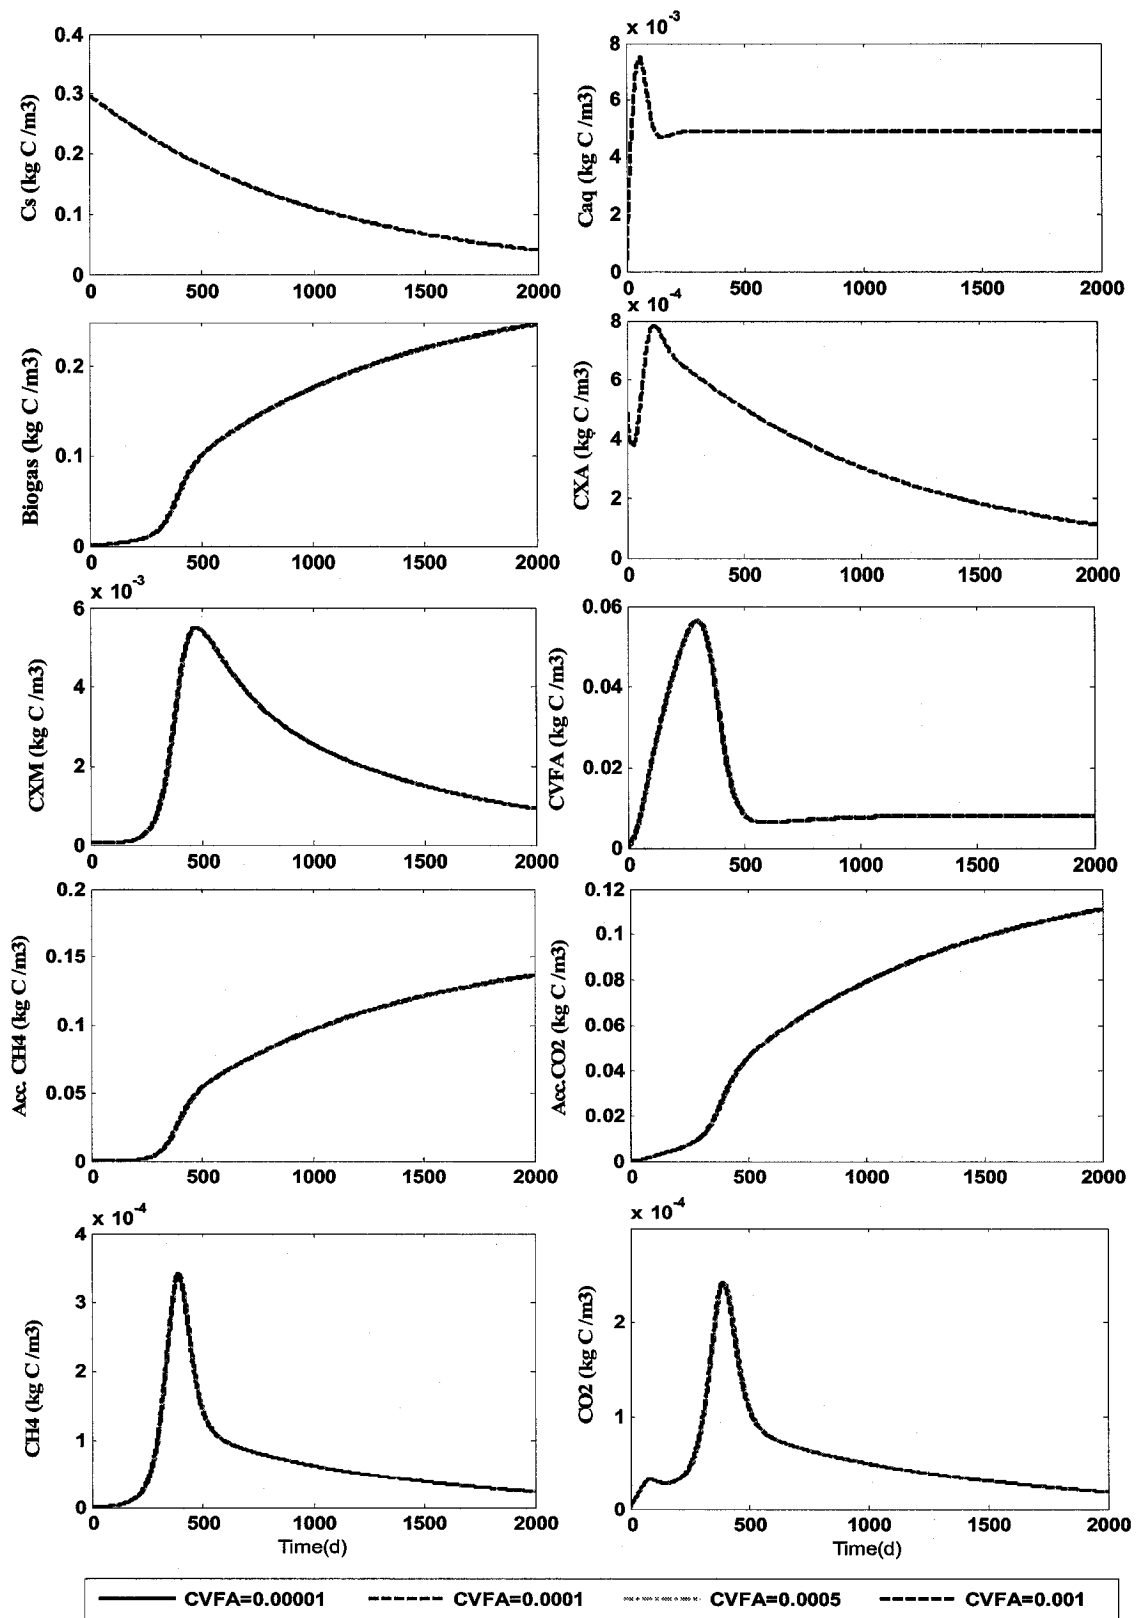 x 10-3
0.4
0.3
0.2
0.1
0
Cs (kg C /m3)
0 500 1000 1500 2000
8
6
4
2
0
Caq (kg C /m3)
0 500 1000 1500 2000
0.2
0.1
0
Biogas (kg C /m3)
0 500 1000 1500 2000
x 10-4
8
6
4
2
0
CXA (kg C /m3)
0 500 1000 1500 2000
x 10-3
6
4
2
0
CXM (kg C /m3)
0 500 1000 1500 2000
0.06
0.04
0.02
0
CVFA (kg C /m3)
0 500 1000 1500 2000
0.2
0.15
0.1
0.05
0
Acc. CH4 (kg C /m3)
0 500 1000 1500 2000
0.12
0.1
0.08
0.06
0.04
0.02
0
Acc.CO2 (kg C /m3)
0 500 1000 1500 2000
x 10-4
4
3
2
1
0
CH4 (kg C /m3)
0 500 1000 1500 2000
Time(d)
x 10-4
2
1
0
CO2 (kg C /m3)
0 500 1000 1500 2000
Time(d)
CVFA=0.00001 CVFA=0.0001 CVFA=0.0005 CVFA=0.001